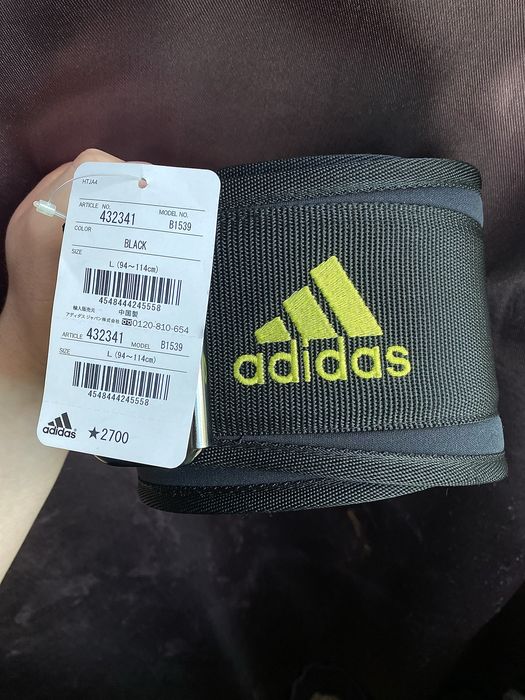 HTJA4
ARTICLE NO. 432341 MODEL NO. B1539
COLOR BLACK
SIZE L (94～114cm)
4548444245558
輸入販売元 中国製
アディダス ジャパン株式会社 0120-810-654
ARTICLE 432341 MODEL B1539
SIZE L (94～114cm)
4548444245558
adidas ★2700
adidas